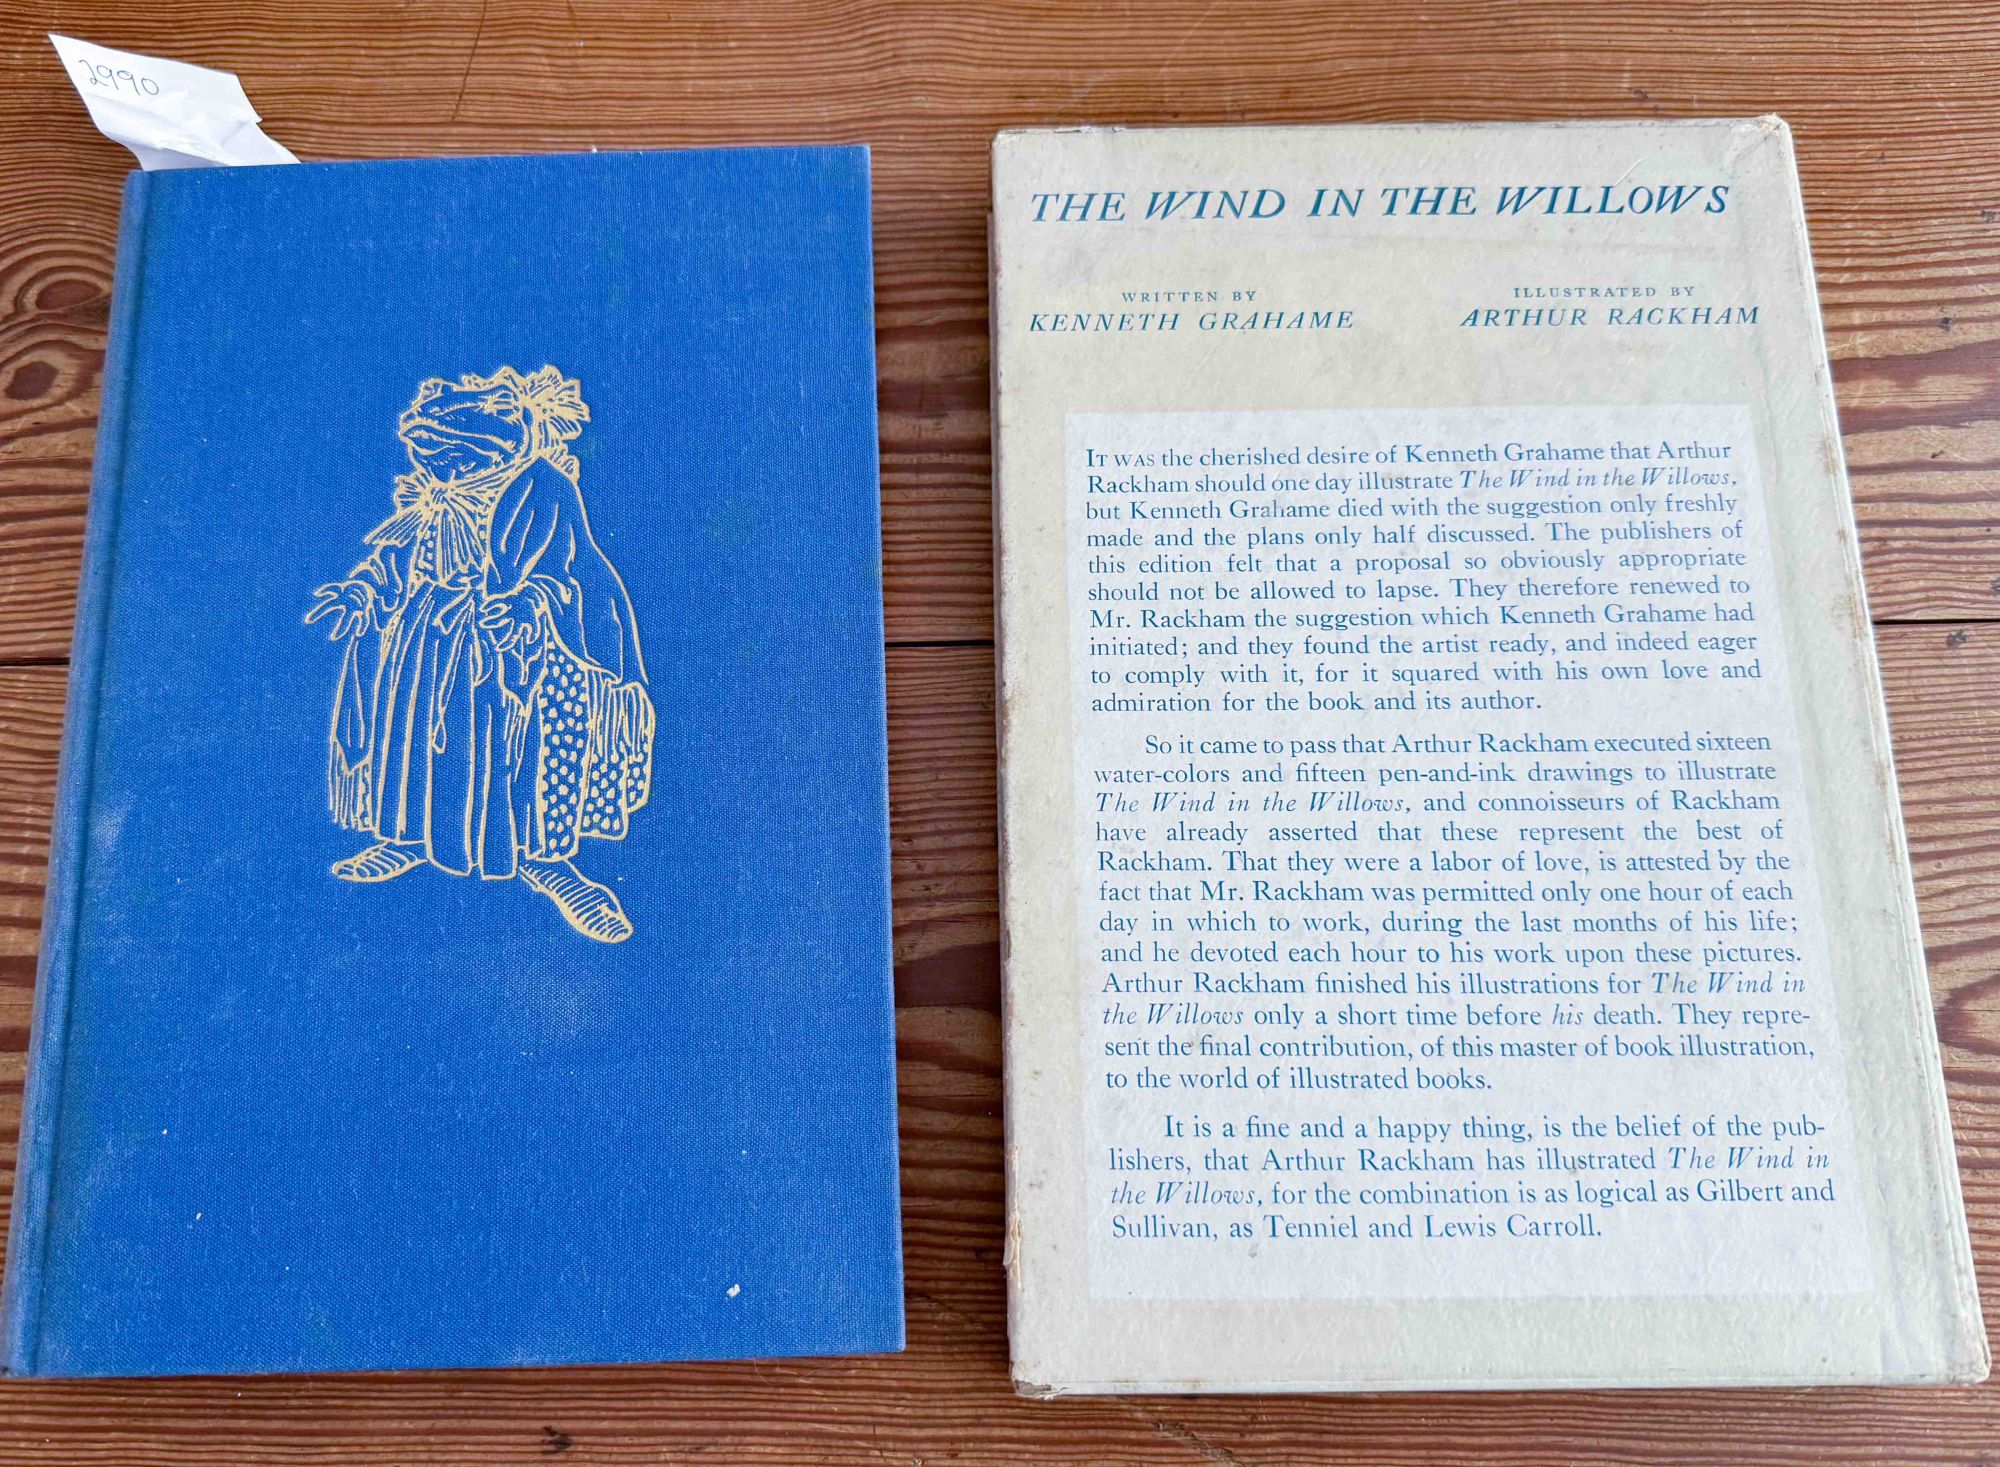 2990
THE WIND IN THE WILLOWS
WRITTEN BY
KENNETH GRAHAME
ILLUSTRATED BY
ARTHUR RACKHAM
IT WAS the cherished desire of Kenneth Grahame that Arthur
Rackham should one day illustrate The Wind in the Willows,
but Kenneth Grahame died with the suggestion only freshly
made and the plans only half discussed. The publishers of
this edition felt that a proposal so obviously appropriate
should not be allowed to lapse. They therefore renewed to
Mr. Rackham the suggestion which Kenneth Grahame had
initiated; and they found the artist ready, and indeed eager
to comply with it, for it squared with his own love and
admiration for the book and its author.
So it came to pass that Arthur Rackham executed sixteen
water-colors and fifteen pen-and-ink drawings to illustrate
The Wind in the Willows, and connoisseurs of Rackham
have already asserted that these represent the best of
Rackham. That they were a labor of love, is attested by the
fact that Mr. Rackham was permitted only one hour of each
day in which to work, during the last months of his life;
and he devoted each hour to his work upon these pictures.
Arthur Rackham finished his illustrations for The Wind in
the Willows only a short time before his death. They repre-
sent the final contribution, of this master of book illustration,
to the world of illustrated books.
It is a fine and a happy thing, is the belief of the pub-
lishers, that Arthur Rackham has illustrated The Wind in
the Willows, for the combination is as logical as Gilbert and
Sullivan, as Tenniel and Lewis Carroll.